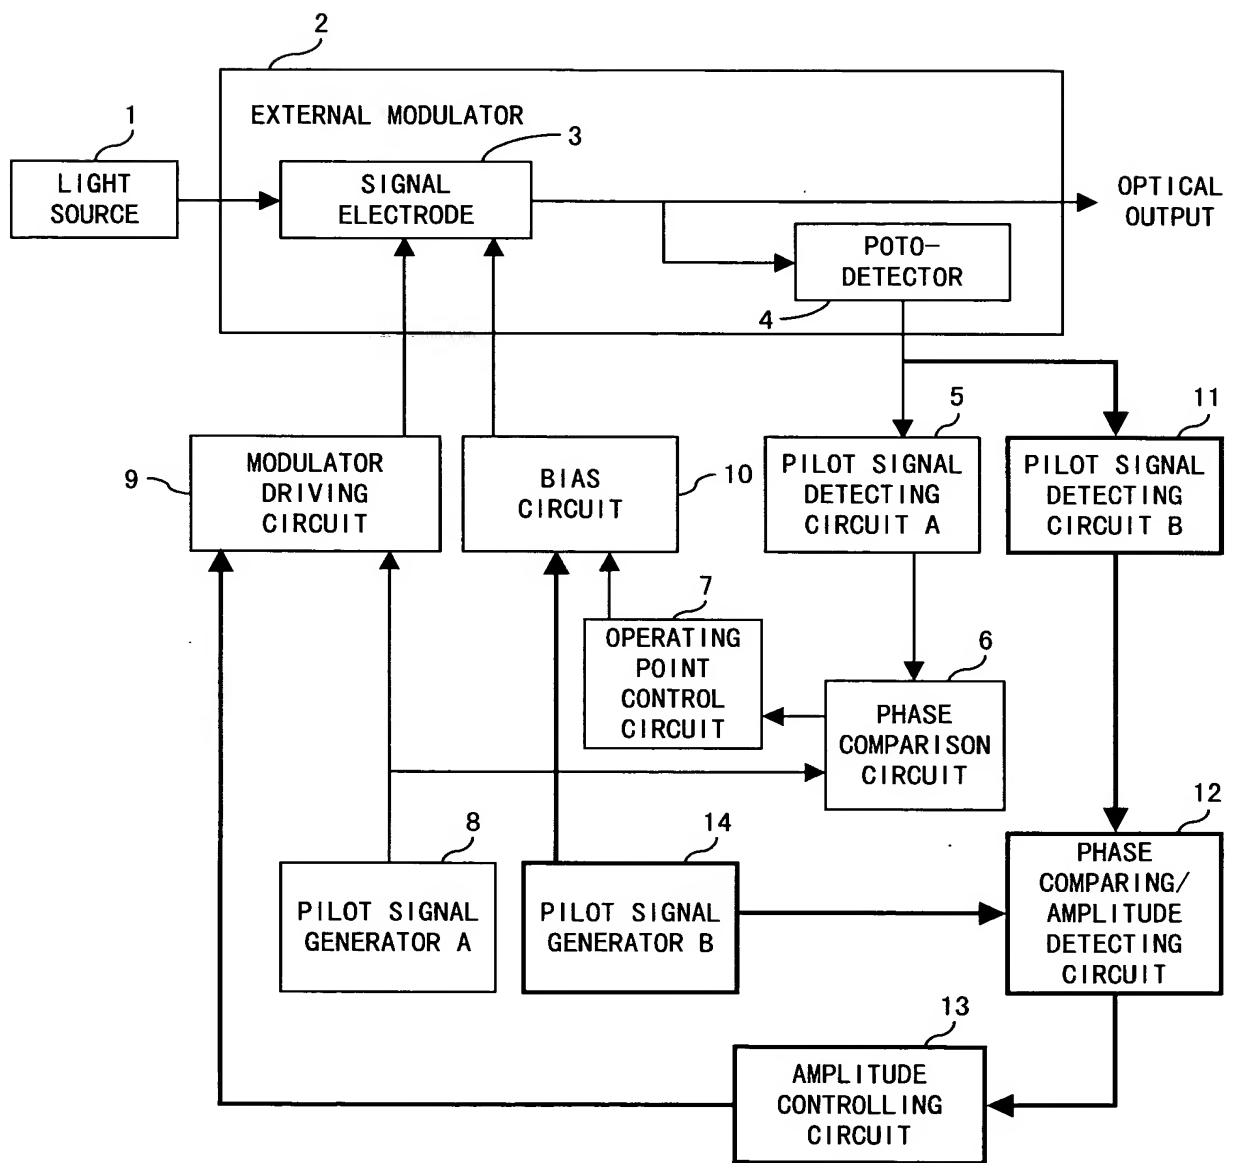 2
EXTERNAL MODULATOR
1
LIGHT
SOURCE
3
SIGNAL
ELECTRODE
OPTICAL
OUTPUT
POTO-
DETECTOR
4
9
MODULATOR
DRIVING
CIRCUIT
BIAS
CIRCUIT
10
5
PILOT SIGNAL
DETECTING
CIRCUIT A
11
PILOT SIGNAL
DETECTING
CIRCUIT B
7
OPERATING
POINT
CONTROL
CIRCUIT
6
PHASE
COMPARISON
CIRCUIT
8
PILOT SIGNAL
GENERATOR A
14
PILOT SIGNAL
GENERATOR B
12
PHASE
COMPARING/
AMPLITUDE
DETECTING
CIRCUIT
13
AMPLITUDE
CONTROLLING
CIRCUIT